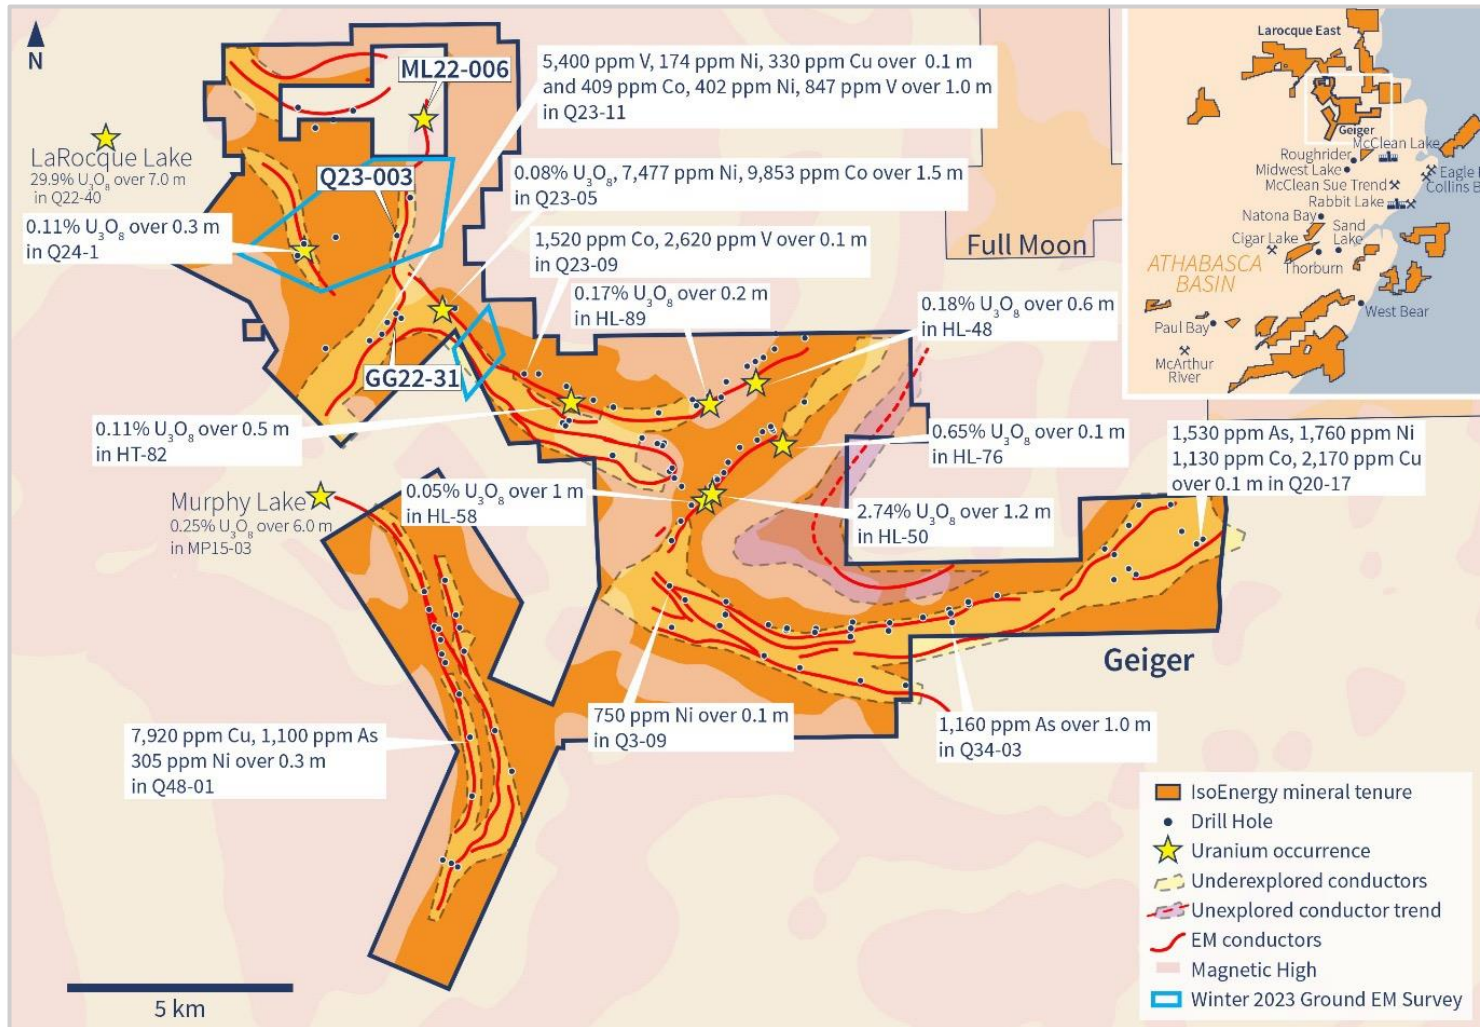 N
ML22-006
5,400 ppm V, 174 ppm Ni, 330 ppm Cu over 0.1 m
and 409 ppm Co, 402 ppm Ni, 847 ppm V over 1.0 m
in Q23-11
LaRocque Lake
29.9% U₃O₈ over 7.0 m
in Q22-40
Q23-003
0.08% U₃O₈, 7,477 ppm Ni, 9,853 ppm Co over 1.5 m
in Q23-05
0.11% U₃O₈ over 0.3 m
in Q24-1
1,520 ppm Co, 2,620 ppm V over 0.1 m
in Q23-09
Full Moon
0.17% U₃O₈ over 0.2 m
in HL-89
0.18% U₃O₈ over 0.6 m
in HL-48
GG22-31
0.11% U₃O₈ over 0.5 m
in HT-82
0.65% U₃O₈ over 0.1 m
in HL-76
1,530 ppm As, 1,760 ppm Ni
1,130 ppm Co, 2,170 ppm Cu
over 0.1 m in Q20-17
Murphy Lake
0.25% U₃O₈ over 6.0 m
in MP15-03
0.05% U₃O₈ over 1 m
in HL-58
2.74% U₃O₈ over 1.2 m
in HL-50
Geiger
750 ppm Ni over 0.1 m
in Q3-09
1,160 ppm As over 1.0 m
in Q34-03
7,920 ppm Cu, 1,100 ppm As
305 ppm Ni over 0.3 m
in Q48-01
5 km
Larocque East
Geiger
McClean Lake
Roughrider
Midwest Lake
McClean Sue Trend
Eagle
Collins
Rabbit Lake
Natona Bay
Cigar Lake
Sand
Lake
Thorburn
ATHABASCA
BASIN
West Bear
Paul Bay
McArthur
River
IsoEnergy mineral tenure
Drill Hole
Uranium occurrence
Underexplored conductors
Unexplored conductor trend
EM conductors
Magnetic High
Winter 2023 Ground EM Survey